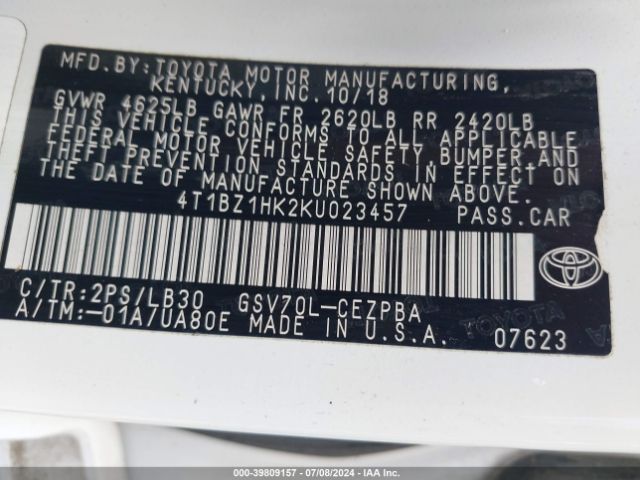 MFD.BY:TOYOTA MOTOR MANUFACTURING,
KENTUCKY, INC. 10/18
GVWR 4625LB GAWR FR 2620LB RR 2420LB
THIS VEHICLE CONFORMS TO ALL APPLICABLE
FEDERAL MOTOR VEHICLE SAFETY,BUMPER,AND
THEFT PREVENTION STANDARDS IN EFFECT ON
THE DATE OF MANUFACTURE SHOWN ABOVE.
4T1BZ1HK2KU023457 PASS.CAR
C/TR:2PS/LB30 GSV70L-CEZPBA
A/TM:-01A/UA80E MADE IN U.S.A.
07623
TOYOTA
000-39809157 - 07/08/2024 - IAA Inc.